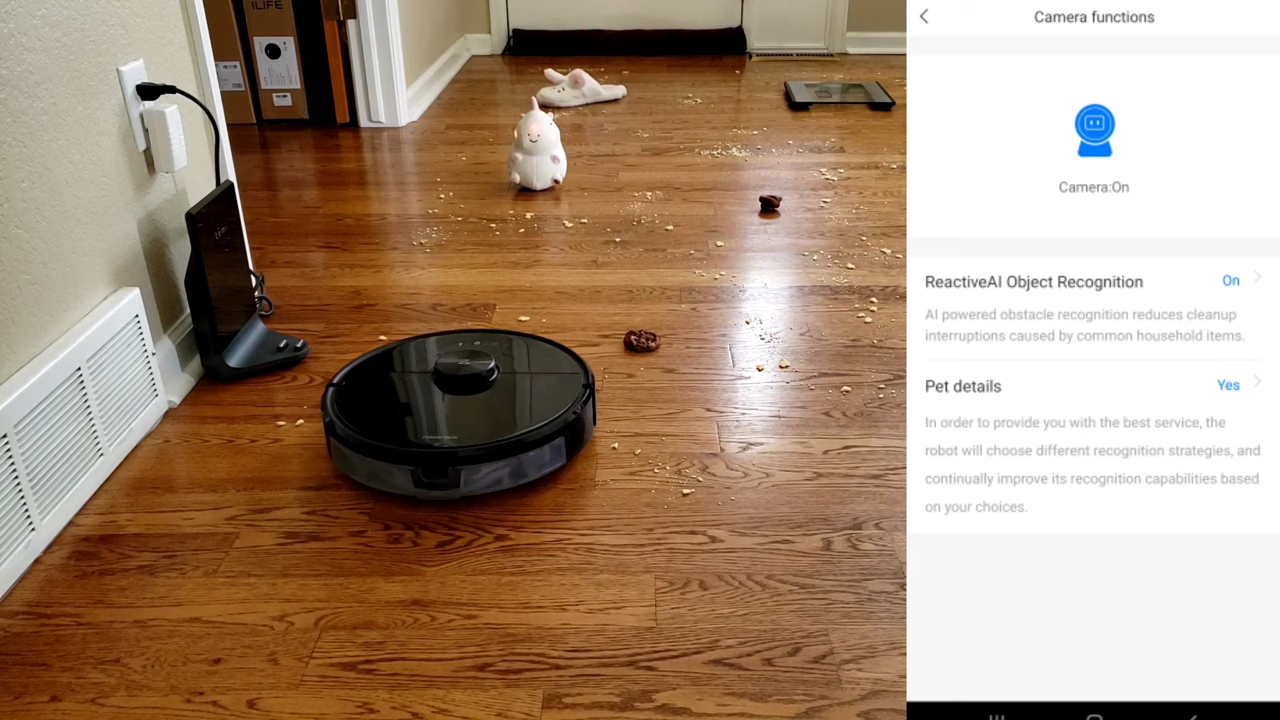 ILIFE
Camera functions
Camera:On
ReactiveAI Object Recognition
On
AI powered obstacle recognition reduces cleanup
interruptions caused by common household items.
Pet details
Yes
In order to provide you with the best service, the
robot will choose different recognition strategies, and
continually improve its recognition capabilities based
on your choices.